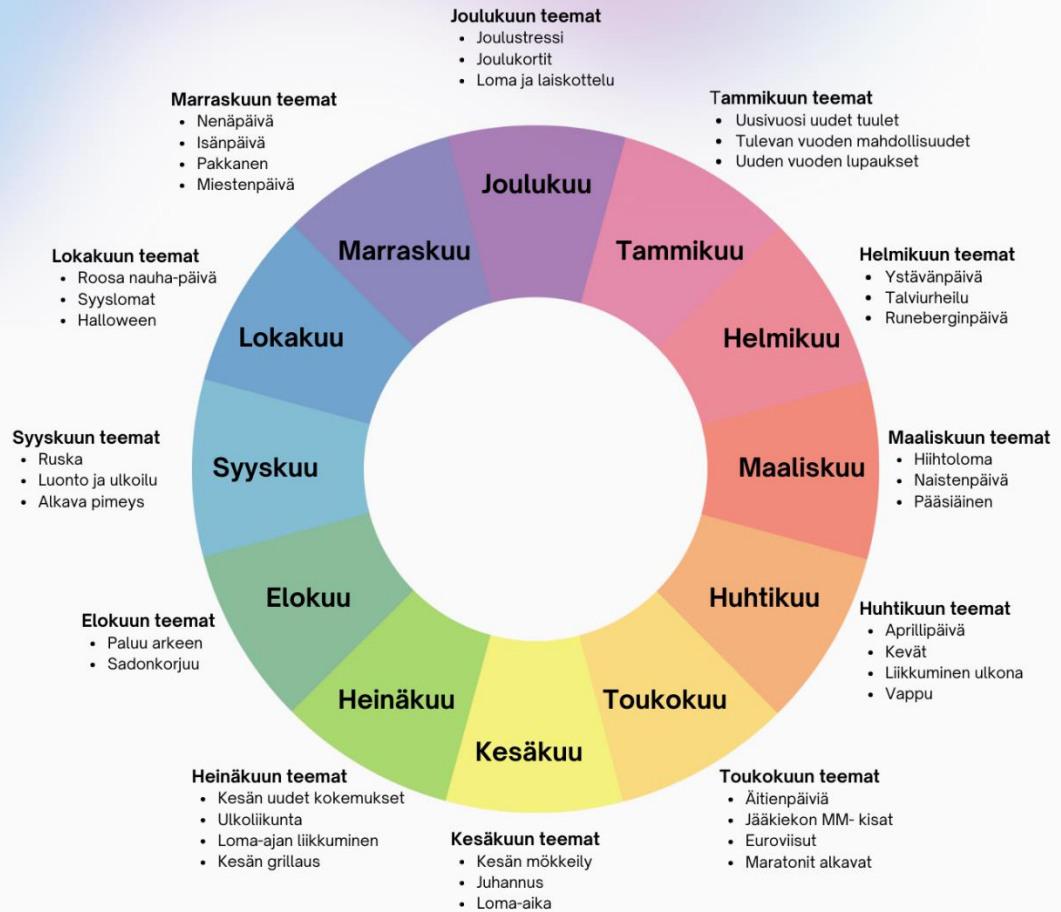 Joulukuun teemat
• Joulustressi
• Joulukortit
• Loma ja laiskottelu
Tammikuun teemat
• Uusivuosi uudet tuulet
• Tulevan vuoden mahdollisuudet
• Uuden vuoden lupaukset
Helmikuun teemat
• Ystävänpäivä
• Talviurheilu
• Runeberginpäivä
Maaliskuun teemat
• Hiihtoloma
• Naistenpäivä
• Pääsiäinen
Huhtikuun teemat
• Aprillipäivä
• Kevät
• Liikkuminen ulkona
• Vappu
Toukokuun teemat
• Äitienpäiviä
• Jääkiekon MM- kisat
• Euroviisut
• Maratonit alkavat
Kesäkuun teemat
• Kesän mökkeily
• Juhannus
• Loma-aika
Heinäkuun teemat
• Kesän uudet kokemukset
• Ulkoliikunta
• Loma-ajan liikkuminen
• Kesän grillaus
Elokuun teemat
• Paluu arkeen
• Sadonkorjuu
Syyskuun teemat
• Ruska
• Luonto ja ulkoilu
• Alkava pimeys
Lokakuun teemat
• Roosa nauha-päivä
• Syyslomat
• Halloween
Marraskuun teemat
• Nenäpäivä
• Isänpäivä
• Pakkanen
• Miestenpäivä
Joulukuu
Tammikuu
Helmikuu
Maaliskuu
Huhtikuu
Toukokuu
Kesäkuu
Heinäkuu
Elokuu
Syyskuu
Lokakuu
Marraskuu